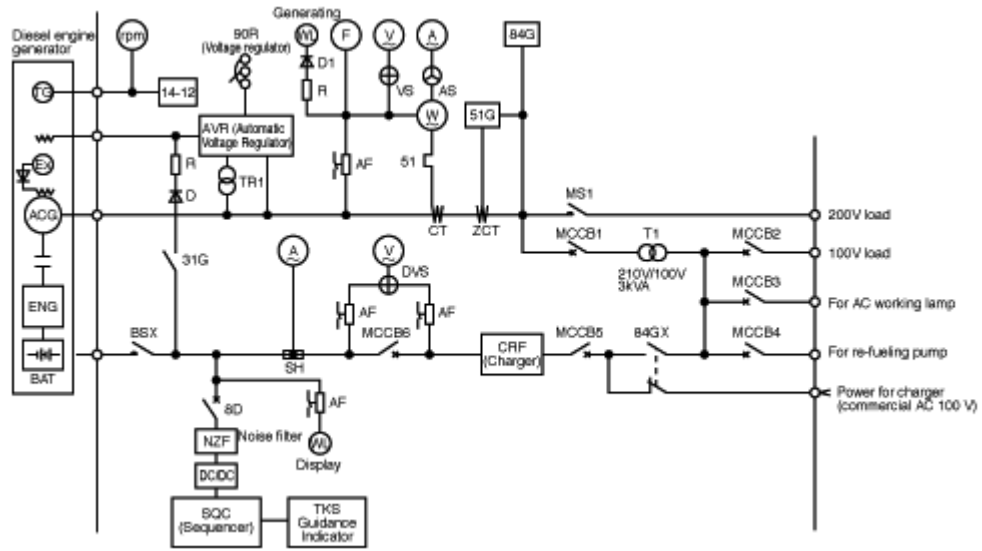 Generating
Diesel engine
generator
rpm
90R
(Voltage regulator)
WL
F
V
A
84G
D1
R
VS
AS
TG
14-12
W
51G
AVR (Automatic
Voltage Regulator)
51
Ex
R
AF
TR1
D
MS1
ACG
CT
ZCT
200V load
MCCB1
T1
MCCB2
31G
A
V
100V load
DVS
210V/100V
3kVA
MCCB3
ENG
AF
AF
For AC working lamp
BSX
MCCB6
CRF
(Charger)
MCCB5
84GX
MCCB4
For re-fueling pump
BAT
SH
8D
AF
Power for charger
(commercial AC 100 V)
NZF
Noise filter
WL
Display
DC/DC
SQC
(Sequencer)
TKS
Guidance
Indicator